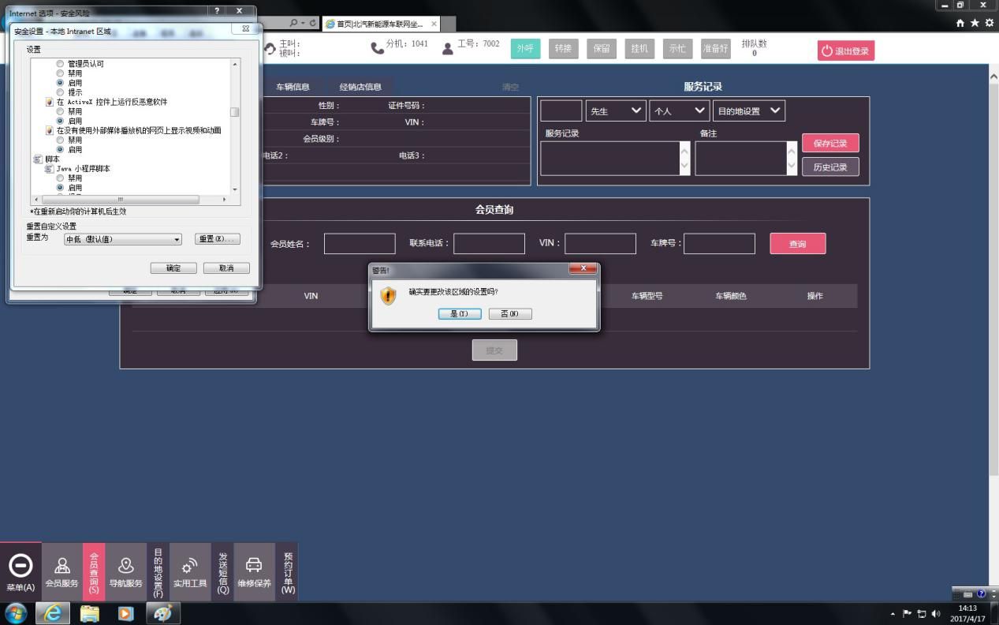 Internet 选项 - 安全风险
安全设置 - 本地 Intranet 区域
设置
管理员认可
禁用
启用
提示
在 ActiveX 控件上运行反恶意软件
禁用
启用
在没有使用外部媒体播放机的网页上显示视频和动画
禁用
启用
脚本
Java 小程序脚本
禁用
启用
*在重新启动你的计算机后生效
重置自定义设置
重置为
中低 (默认值)
重置(E)...
确定
取消
首页|北汽新能源车联网坐...
主叫:
被叫:
分机: 1041
工号: 7002
外呼
转接
保留
挂机
示忙
准备好
排队数
0
退出登录
车辆信息
经销店信息
清空
性别:
证件号码:
车牌号:
VIN:
会员级别:
电话2:
电话3:
服务记录
先生
个人
目的地设置
服务记录
备注
保存记录
历史记录
会员查询
会员姓名:
联系电话:
VIN:
车牌号:
查询
VIN
车辆型号
车辆颜色
操作
警告!
确实要更改该区域的设置吗?
是(Y)
否(N)
提交
菜单(A)
会员服务
会员查询(S)
导航服务
目的地设置(F)
实用工具
发送短信(Q)
维修保养
预约订单(W)
14:13
2017/4/17